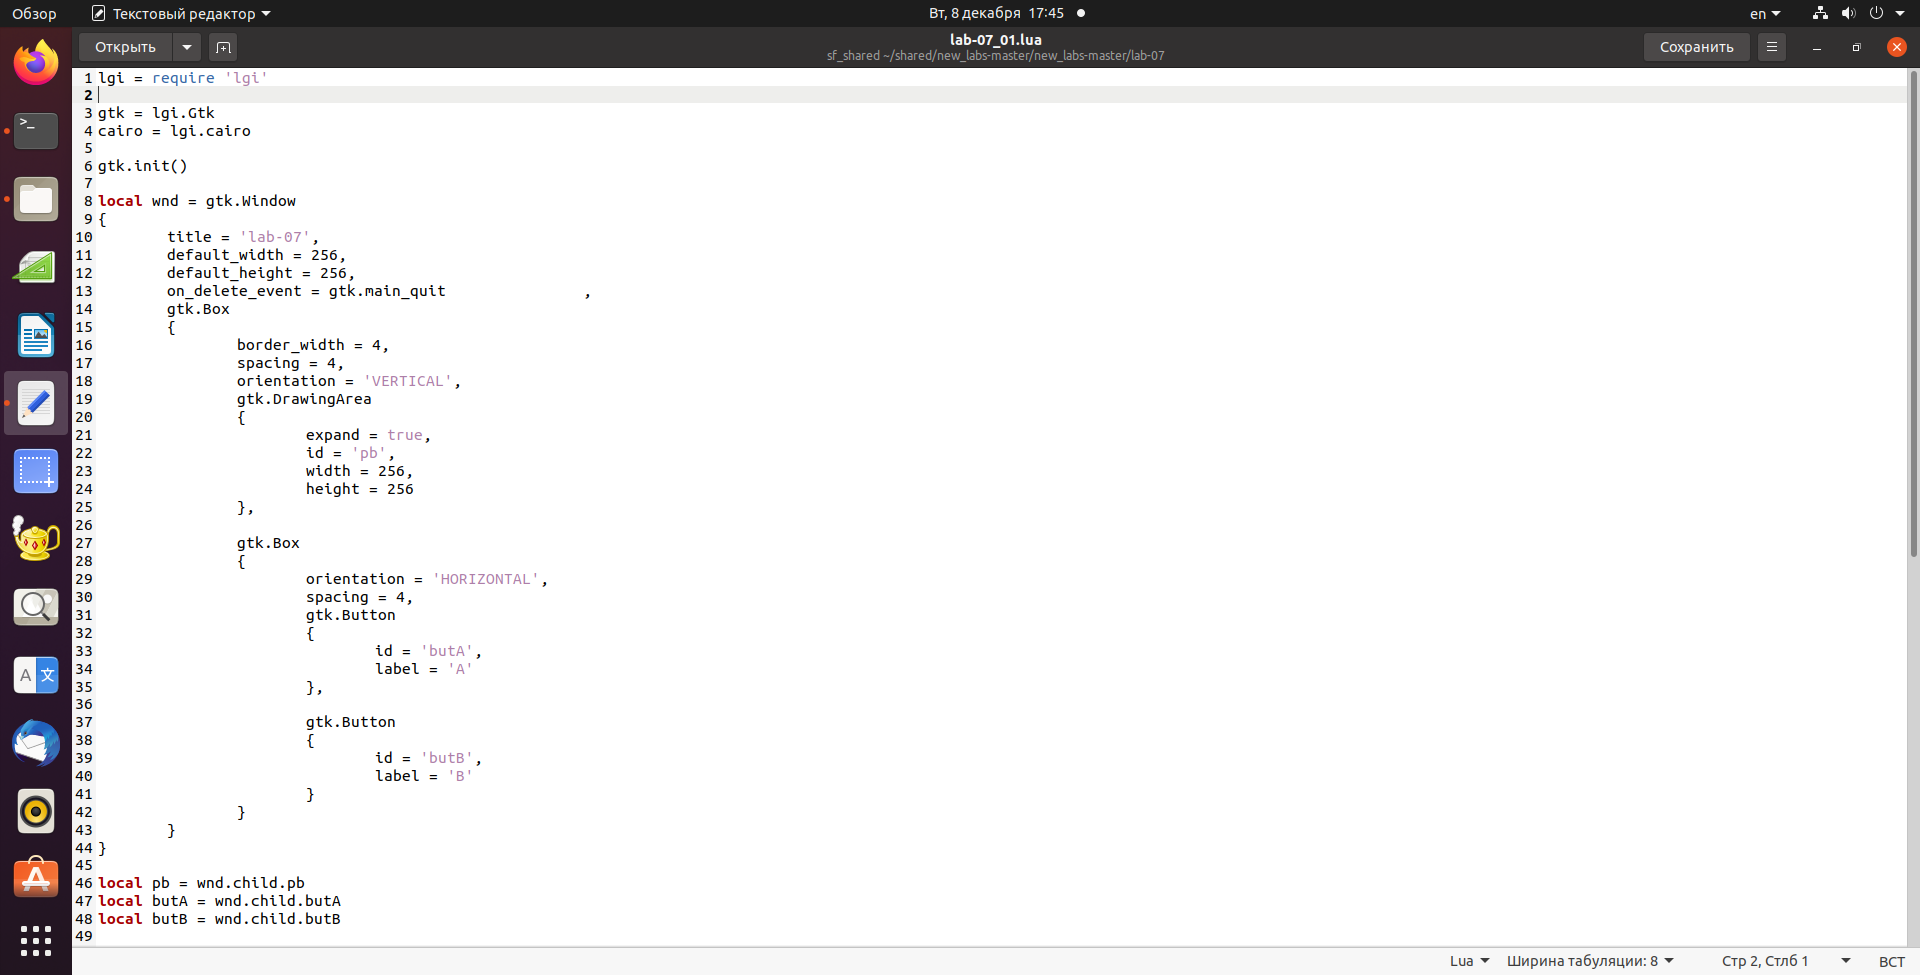 Обзор Текстовый редактор Вт, 8 декабря 17:45 en
Открыть lab-07_01.lua Сохранить
sf_shared ~/shared/new_labs-master/new_labs-master/lab-07
1 lgi = require 'lgi'
2
3 gtk = lgi.Gtk
4 cairo = lgi.cairo
5
6 gtk.init()
7
8 local wnd = gtk.Window
9 {
10 title = 'lab-07',
11 default_width = 256,
12 default_height = 256,
13 on_delete_event = gtk.main_quit ,
14 gtk.Box
15 {
16 border_width = 4,
17 spacing = 4,
18 orientation = 'VERTICAL',
19 gtk.DrawingArea
20 {
21 expand = true,
22 id = 'pb',
23 width = 256,
24 height = 256
25 },
26
27 gtk.Box
28 {
29 orientation = 'HORIZONTAL',
30 spacing = 4,
31 gtk.Button
32 {
33 id = 'butA',
34 label = 'A'
35 },
36
37 gtk.Button
38 {
39 id = 'butB',
40 label = 'B'
41 }
42 }
43 }
44 }
45
46 local pb = wnd.child.pb
47 local butA = wnd.child.butA
48 local butB = wnd.child.butB
49
Lua Ширина табуляции: 8 Стр 2, Стлб 1 ВСТ